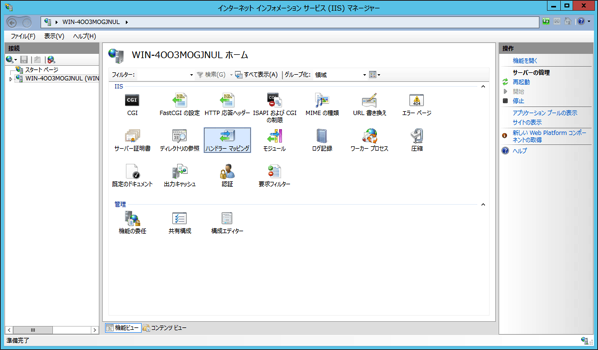 インターネット インフォメーション サービス (IIS) マネージャー
WIN-4OO3MOGJNUL
ファイル(F) 表示(V) ヘルプ(H)
接続
スタート ページ
WIN-4OO3MOGJNUL (WIN
WIN-4OO3MOGJNUL ホーム
フィルター: 検索(G) すべて表示(A) グループ化: 領域
IIS
CGI
FastCGI の設定
HTTP 応答ヘッダー
ISAPI および CGI の制限
MIME の種類
URL 書き換え
エラー ページ
サーバー証明書
ディレクトリの参照
ハンドラー マッピング
モジュール
ログ記録
ワーカー プロセス
圧縮
既定のドキュメント
出力キャッシュ
認証
要求フィルター
管理
機能の委任
共有構成
構成エディター
機能ビュー コンテンツ ビュー
操作
機能を開く
サーバーの管理
再起動
開始
停止
アプリケーション プールの表示
サイトの表示
新しい Web Platform コンポーネントの取得
ヘルプ
準備完了